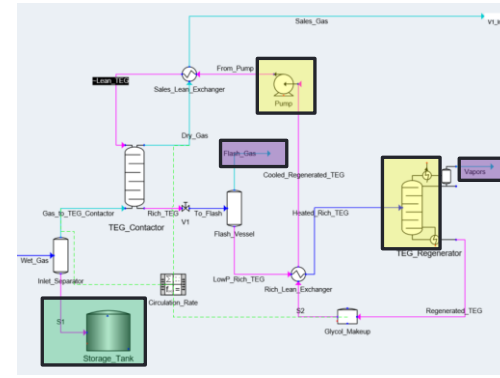 Sales_Gas
From_Pump
~Lean_TEG
Sales_Lean_Exchanger
Pump
Dry_Gas
Flash_Gas
Vapors
Cooled_Regenerated_TEG
Gas_to_TEG_Contactor
Rich_TEG
To_Flash
Heated_Rich_TEG
V1
TEG_Contactor
Flash_Vessel
Wet_Gas
TEG_Regenerator
Inlet_Separator
LowP_Rich_TEG
Rich_Lean_Exchanger
Circulation_Rate
S1
S2
Regenerated_TEG
Glycol_Makeup
Storage_Tank